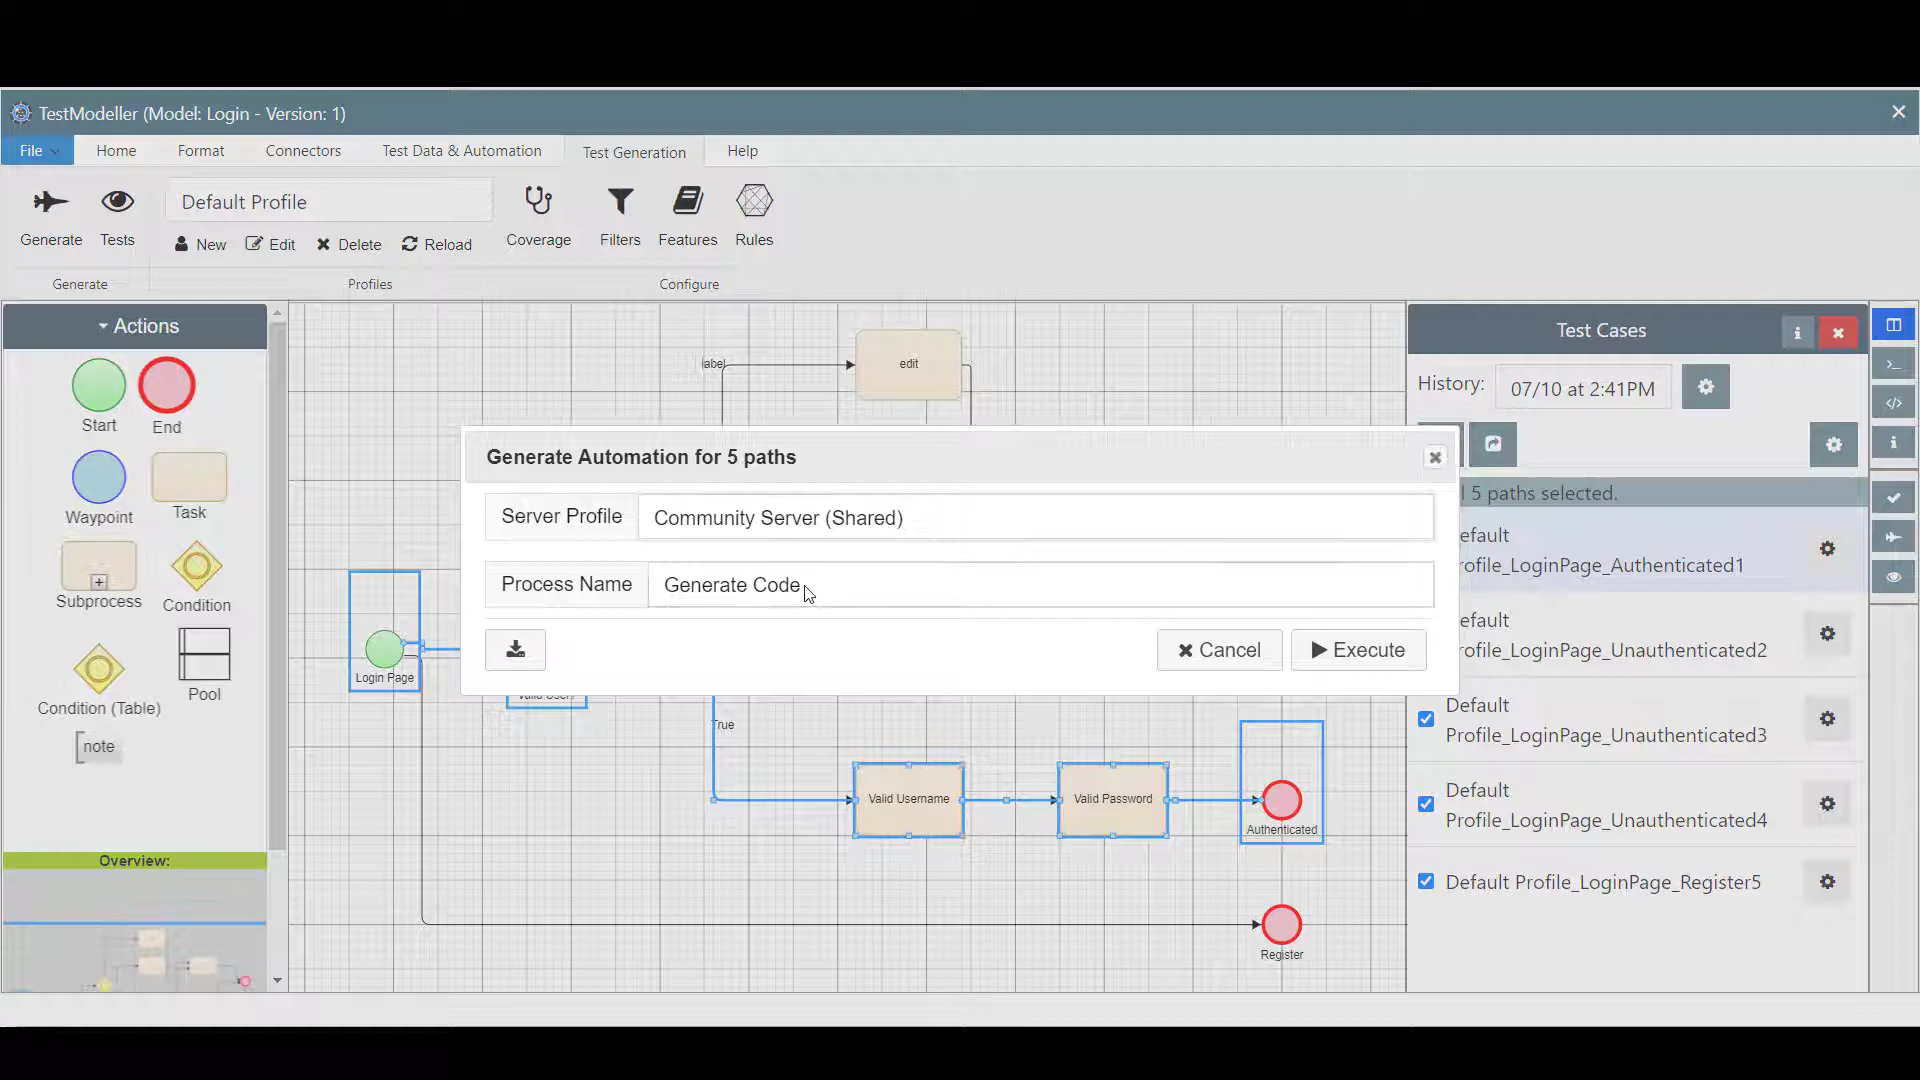 TestModeller (Model: Login - Version: 1)
File
Home
Format
Connectors
Test Data & Automation
Test Generation
Help
Default Profile
Generate
Tests
New
Edit
Delete
Reload
Coverage
Filters
Features
Rules
Generate
Profiles
Configure
Actions
Start
End
Waypoint
Task
Subprocess
Condition
Condition (Table)
Pool
note
Overview:
label
edit
Login Page
True
Valid Username
Valid Password
Authenticated
Register
Generate Automation for 5 paths
Server Profile
Community Server (Shared)
Process Name
Generate Code
Cancel
Execute
Test Cases
History:
07/10 at 2:41PM
5 paths selected.
efault
rofile_LoginPage_Authenticated1
efault
rofile_LoginPage_Unauthenticated2
Default
Profile_LoginPage_Unauthenticated3
Default
Profile_LoginPage_Unauthenticated4
Default Profile_LoginPage_Register5